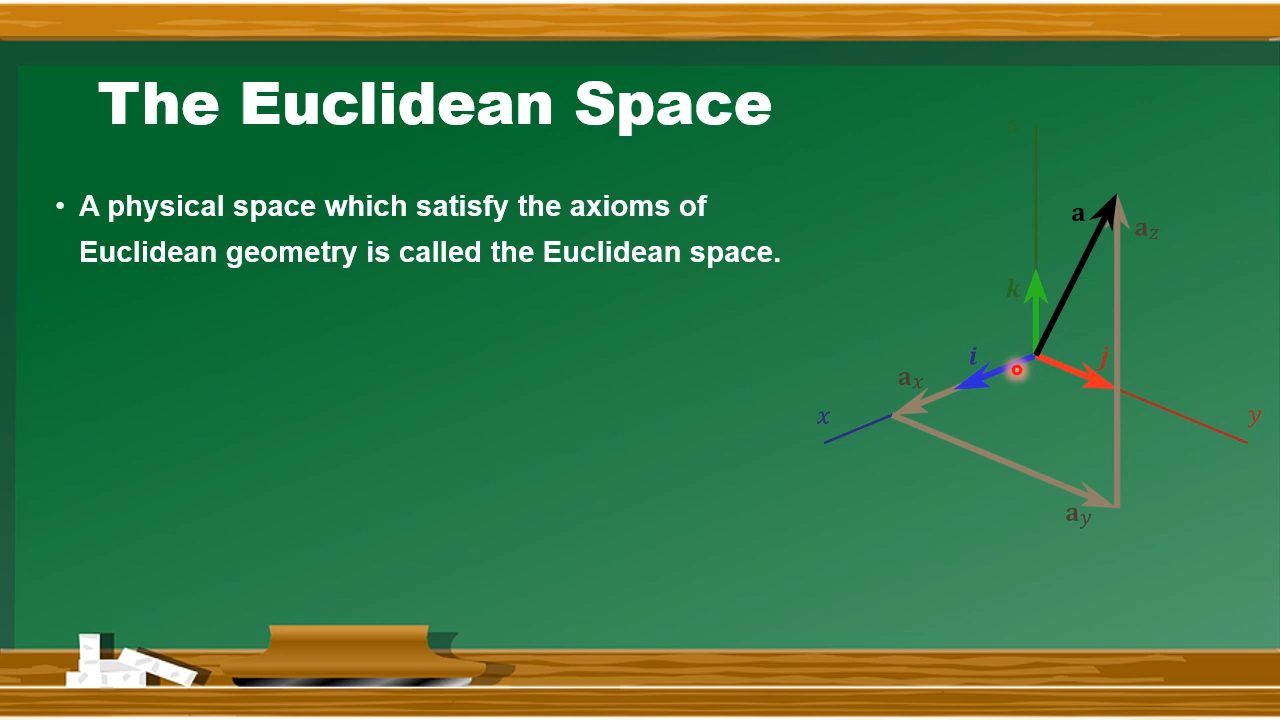 The Euclidean Space
• A physical space which satisfy the axioms of
Euclidean geometry is called the Euclidean space.
z
a
a_z
k
i
j
a_x
x
y
a_y